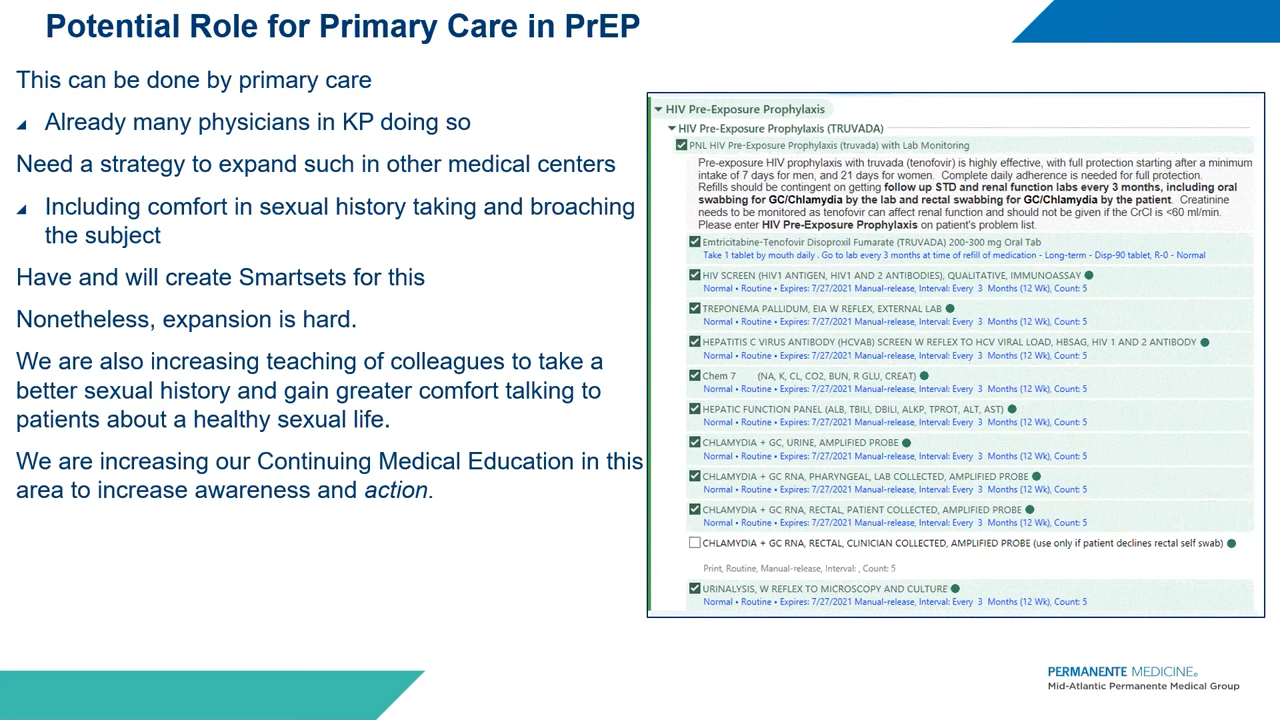 Potential Role for Primary Care in PrEP
This can be done by primary care
Already many physicians in KP doing so
Need a strategy to expand such in other medical centers
Including comfort in sexual history taking and broaching
the subject
Have and will create Smartsets for this
Nonetheless, expansion is hard.
We are also increasing teaching of colleagues to take a
better sexual history and gain greater comfort talking to
patients about a healthy sexual life.
We are increasing our Continuing Medical Education in this
area to increase awareness and action.
HIV Pre-Exposure Prophylaxis
HIV Pre-Exposure Prophylaxis (TRUVADA)
PNL HIV Pre-Exposure Prophylaxis (truvada) with Lab Monitoring
Pre-exposure HIV prophylaxis with truvada (tenofovir) is highly effective, with full protection starting after a minimum
intake of 7 days for men, and 21 days for women. Complete daily adherence is needed for full protection.
Refills should be contingent on getting follow up STD and renal function labs every 3 months, including oral
swabbing for GC/Chlamydia by the lab and rectal swabbing for GC/Chlamydia by the patient. Creatinine
needs to be monitored as tenofovir can affect renal function and should not be given if the CrCl is <60 ml/min.
Please enter HIV Pre-Exposure Prophylaxis on patient's problem list.
Emtricitabine-Tenofovir Disoproxil Fumarate (TRUVADA) 200-300 mg Oral Tab
Take 1 tablet by mouth daily . Go to lab every 3 months at time of refill of medication - Long-term - Disp-90 tablet, R-0 - Normal
HIV SCREEN (HIV1 ANTIGEN, HIV1 AND 2 ANTIBODIES), QUALITATIVE, IMMUNOASSAY
Normal • Routine • Expires: 7/27/2021 Manual-release, Interval: Every 3 Months (12 Wk), Count: 5
TREPONEMA PALLIDUM, EIA W REFLEX, EXTERNAL LAB
Normal • Routine • Expires: 7/27/2021 Manual-release, Interval: Every 3 Months (12 Wk), Count: 5
HEPATITIS C VIRUS ANTIBODY (HCVAB) SCREEN W REFLEX TO HCV VIRAL LOAD, HBSAG, HIV 1 AND 2 ANTIBODY
Normal • Routine • Expires: 7/27/2021 Manual-release, Interval: Every 3 Months (12 Wk), Count: 5
Chem 7 (NA, K, CL, CO2, BUN, R GLU, CREAT)
Normal • Routine • Expires: 7/27/2021 Manual-release, Interval: Every 3 Months (12 Wk), Count: 5
HEPATIC FUNCTION PANEL (ALB, TBILI, DBILI, ALKP, TPROT, ALT, AST)
Normal • Routine • Expires: 7/27/2021 Manual-release, Interval: Every 3 Months (12 Wk), Count: 5
CHLAMYDIA + GC, URINE, AMPLIFIED PROBE
Normal • Routine • Expires: 7/27/2021 Manual-release, Interval: Every 3 Months (12 Wk), Count: 5
CHLAMYDIA + GC RNA, PHARYNGEAL, LAB COLLECTED, AMPLIFIED PROBE
Normal • Routine • Expires: 7/27/2021 Manual-release, Interval: Every 3 Months (12 Wk), Count: 5
CHLAMYDIA + GC RNA, RECTAL, PATIENT COLLECTED, AMPLIFIED PROBE
Normal • Routine • Expires: 7/27/2021 Manual-release, Interval: Every 3 Months (12 Wk), Count: 5
CHLAMYDIA + GC RNA, RECTAL, CLINICIAN COLLECTED, AMPLIFIED PROBE (use only if patient declines rectal self swab)
Print, Routine, Manual-release, Interval: , Count: 5
URINALYSIS, W REFLEX TO MICROSCOPY AND CULTURE
Normal • Routine • Expires: 7/27/2021 Manual-release, Interval: Every 3 Months (12 Wk), Count: 5
PERMANENTE MEDICINE®
Mid-Atlantic Permanente Medical Group